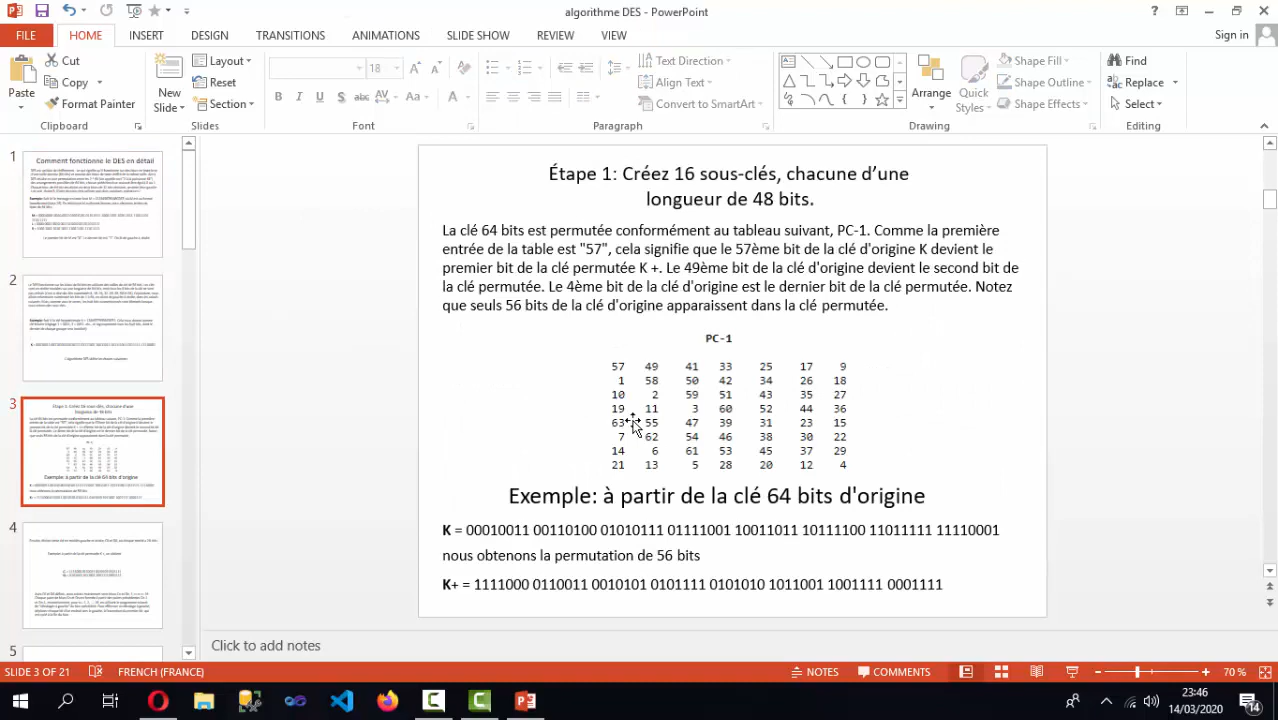 algorithme DES - PowerPoint
Sign in
FILE HOME INSERT DESIGN TRANSITIONS ANIMATIONS SLIDE SHOW REVIEW VIEW
Paste
Cut
Copy
Format Painter
Clipboard
New Slide
Layout
Reset
Section
Slides
18
Font
Text Direction
Align Text
Convert to SmartArt
Paragraph
Arrange
Quick Styles
Shape Fill
Shape Outline
Shape Effects
Drawing
Find
Replace
Select
Editing
1
Comment fonctionne le DES en détail
2
3
4
5
Étape 1: Créez 16 sous-clés, chacune d’une
longueur de 48 bits.
La clé 64 bits est permutée conformément au tableau suivant, PC-1. Comme la première
entrée de la table est "57", cela signifie que le 57ème bit de la clé d'origine K devient le
premier bit de la clé permutée K +. Le 49ème bit de la clé d'origine devient le second bit de
la clé permutée. Le 4ème bit de la clé d'origine est le dernier bit de la clé permutée. Notez
que seuls 56 bits de la clé d'origine apparaissent dans la clé permutée.
PC-1
57 49 41 33 25 17 9
1 58 50 42 34 26 18
10 2 59 51 43 35 27
19 11 3 60 52 44 36
63 55 47 39 31 23 15
7 62 54 46 38 30 22
14 6 61 53 45 37 29
21 13 5 28 20 12 4
Exemple: à partir de la clé 64 bits d'origine
K = 00010011 00110100 01010111 01111001 10011011 10111100 11011111 11110001
nous obtenons la permutation de 56 bits
K+ = 1111000 0110011 0010101 0101111 0101010 1011001 1001111 0001111
Click to add notes
SLIDE 3 OF 21
FRENCH (FRANCE)
NOTES
COMMENTS
70 %
23:46
14/03/2020
14